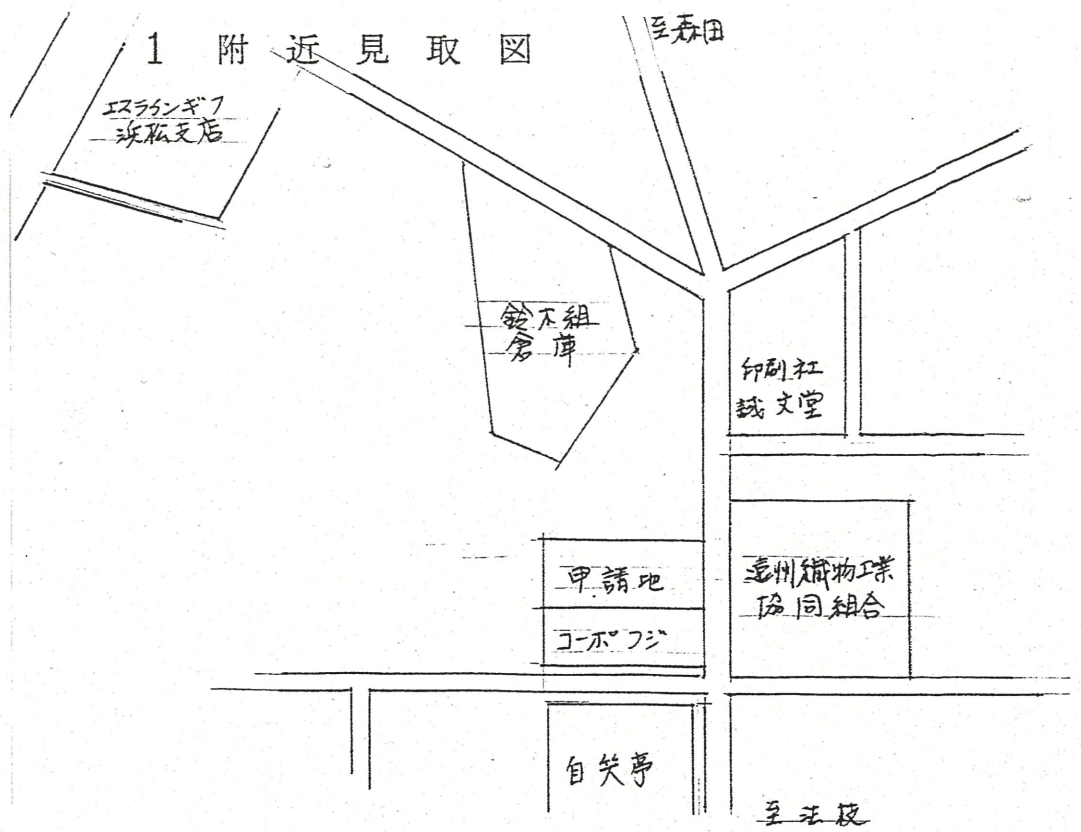 1 附近見取図
至森田
エスラインギフ
浜松支店
鈴木組
倉庫
印刷社
誠文堂
申請地
コーポフジ
遠州織物工業
協同組合
自笑亭
至法枝